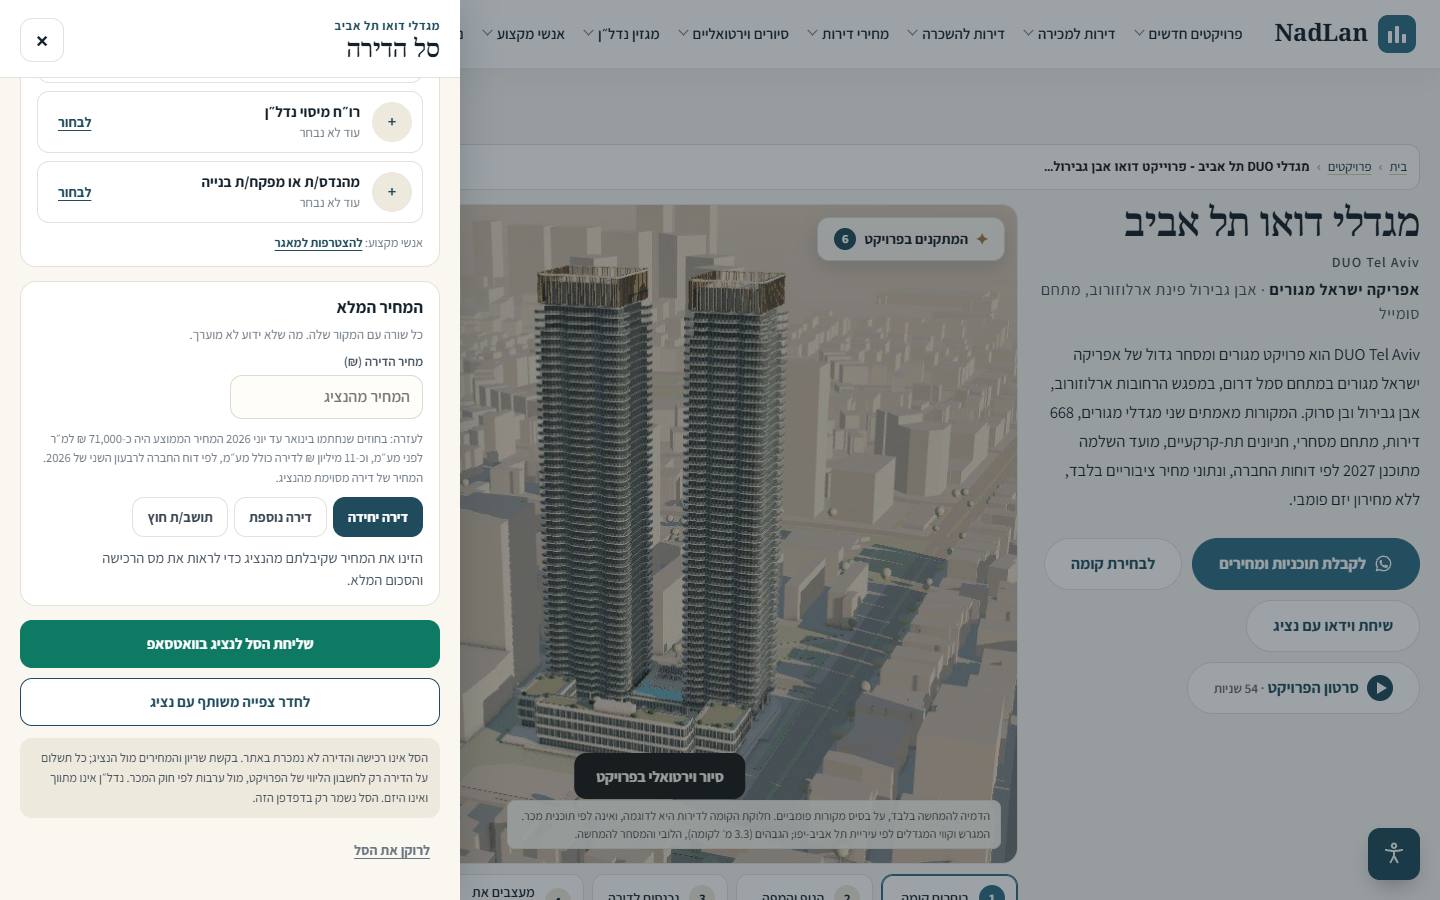 מגדלי דואו תל אביב
סל הדירה
×
רו״ח מיסוי נדל״ן
עוד לא נבחר
לבחור
+
מהנדס/ת או מפקח/ת בנייה
עוד לא נבחר
לבחור
+
אנשי מקצוע: להצטרפות למאגר
המחיר המלא
כל שורה עם המקור שלה. מה שלא ידוע לא מוערך.
מחיר הדירה (₪)
המחיר מהנציג
לעזרה: בחוזים שנחתמו בינואר עד יוני 2026 המחיר הממוצע היה כ-71,000 ₪ למ״ר
לפני מע״מ, וכ-11 מיליון ₪ לדירה כולל מע״מ, לפי דוח החברה לרבעון השני של 2026.
המחיר של דירה מסוימת מהנציג.
דירה יחידה
דירה נוספת
תושב/ת חוץ
הזינו את המחיר שקיבלתם מהנציג כדי לראות את מס הרכישה
והסכום המלא.
שליחת הסל לנציג בוואטסאפ
לחדר צפייה משותף עם נציג
הסל אינו רכישה והדירה לא נמכרת באתר. בקשת שריון והמחירים מול הנציג; כל תשלום
על הדירה רק לחשבון הליווי של הפרויקט, מול ערבות לפי חוק המכר. נדל״ן אינו מתווך
ואינו היזם. הסל נשמר רק בדפדפן הזה.
לרוקן את הסל
NadLan
פרויקטים חדשים
דירות למכירה
דירות להשכרה
מחירי דירות
סיורים וירטואליים
מגזין נדל״ן
אנשי מקצוע
בית › פרויקטים › מגדלי DUO תל אביב - פרוייקט דואו אבן גבירול...
מגדלי דואו תל אביב
DUO Tel Aviv
אפריקה ישראל מגורים · אבן גבירול פינת ארלוזורוב, מתחם
סומייל
DUO Tel Aviv הוא פרויקט מגורים ומסחר גדול של אפריקה
ישראל מגורים במתחם סמל דרום, במפגש הרחובות ארלוזורוב,
אבן גבירול ובן סרוק. המקורות מאמתים שני מגדלי מגורים, 668
דירות, מתחם מסחרי, חניונים תת-קרקעיים, מועד השלמה
מתוכנן 2027 לפי דוחות החברה, ונתוני מחיר ציבוריים בלבד,
ללא מחירון יזם פומבי.
לקבלת תוכניות ומחירים
לבחירת קומה
שיחת וידאו עם נציג
סרטון הפרויקט · 54 שניות
המתקנים בפרויקט 6
סיור וירטואלי בפרויקט
הדמיה להמחשה בלבד, על בסיס מקורות פומביים. חלוקת הקומה לדירות היא לדוגמה, ואינה לפי תוכנית מכר.
המגרש וקווי המגדלים לפי עיריית תל אביב-יפו; הגבהים (3.3 מ׳ לקומה), הלובי והמסחר להמחשה.
1 בוחרים קומה
2 הנוף והמפה
3 נכנסים לדירה
מעצבים את